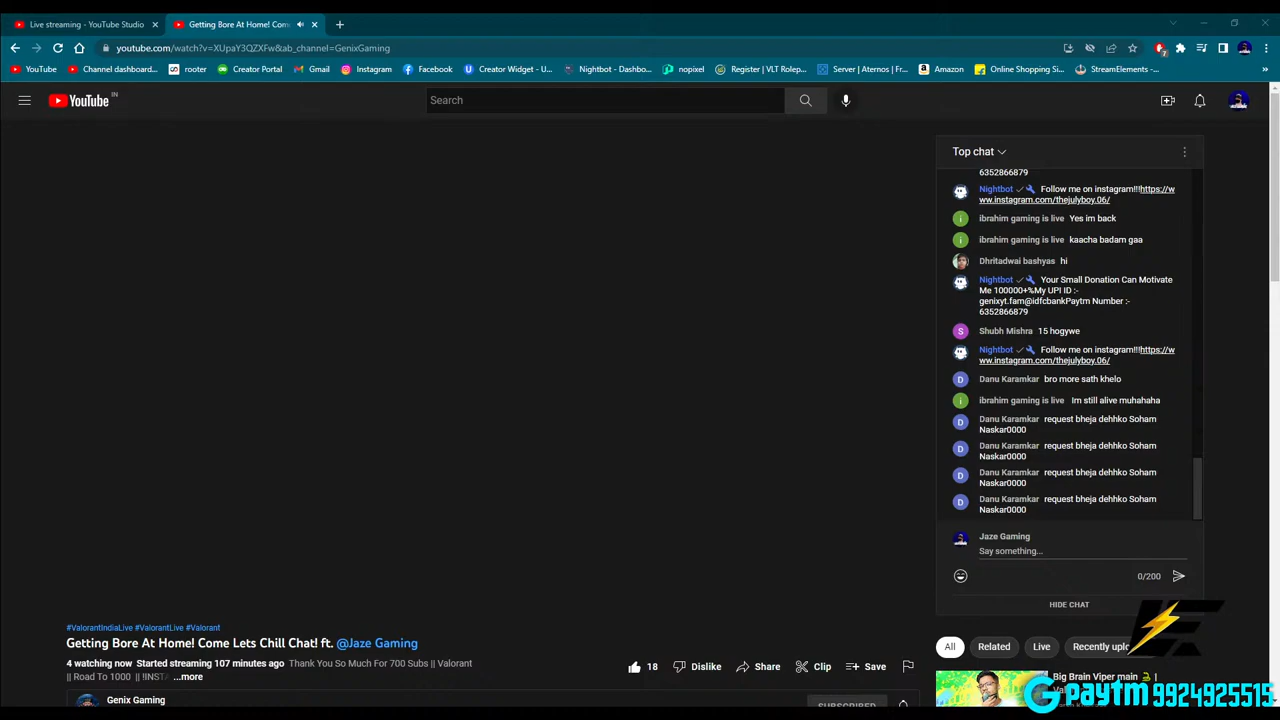 Live streaming - YouTube Studio
Getting Bore At Home! Com
youtube.com/watch?v=XUpaY3QZXFw&ab_channel=GenixGaming
YouTube
Channel dashboard...
rooter
Creator Portal
Gmail
Instagram
Facebook
Creator Widget - U...
Nightbot - Dashbo...
nopixel
Register | VLT Rolep...
Server | Aternos | Fr...
Amazon
Online Shopping Si...
StreamElements -...
YouTube IN
Search
Top chat
6352866879
Nightbot Follow me on instagram!!!https://w
ww.instagram.com/thejulyboy.06/
ibrahim gaming is live Yes im back
ibrahim gaming is live kaacha badam gaa
Dhritadwai bashyas hi
Nightbot Your Small Donation Can Motivate
Me 100000+%My UPI ID :-
genixyt.fam@idfcbankPaytm Number :-
6352866879
Shubh Mishra 15 hogywe
Nightbot Follow me on instagram!!!https://w
ww.instagram.com/thejulyboy.06/
Danu Karamkar bro more sath khelo
ibrahim gaming is live Im still alive muhahaha
Danu Karamkar request bheja dehhko Soham
Naskar0000
Danu Karamkar request bheja dehhko Soham
Naskar0000
Danu Karamkar request bheja dehhko Soham
Naskar0000
Danu Karamkar request bheja dehhko Soham
Naskar0000
Jaze Gaming
Say something...
0/200
HIDE CHAT
#ValorantIndiaLive #ValorantLive #Valorant
Getting Bore At Home! Come Lets Chill Chat! ft. @Jaze Gaming
4 watching now Started streaming 107 minutes ago Thank You So Much For 700 Subs || Valorant
|| Road To 1000 || !INSTA ...more
18
Dislike
Share
Clip
Save
Genix Gaming
SUBSCRIBED
All
Related
Live
Recently uplo
Big Brain Viper main
paytm 9924925515